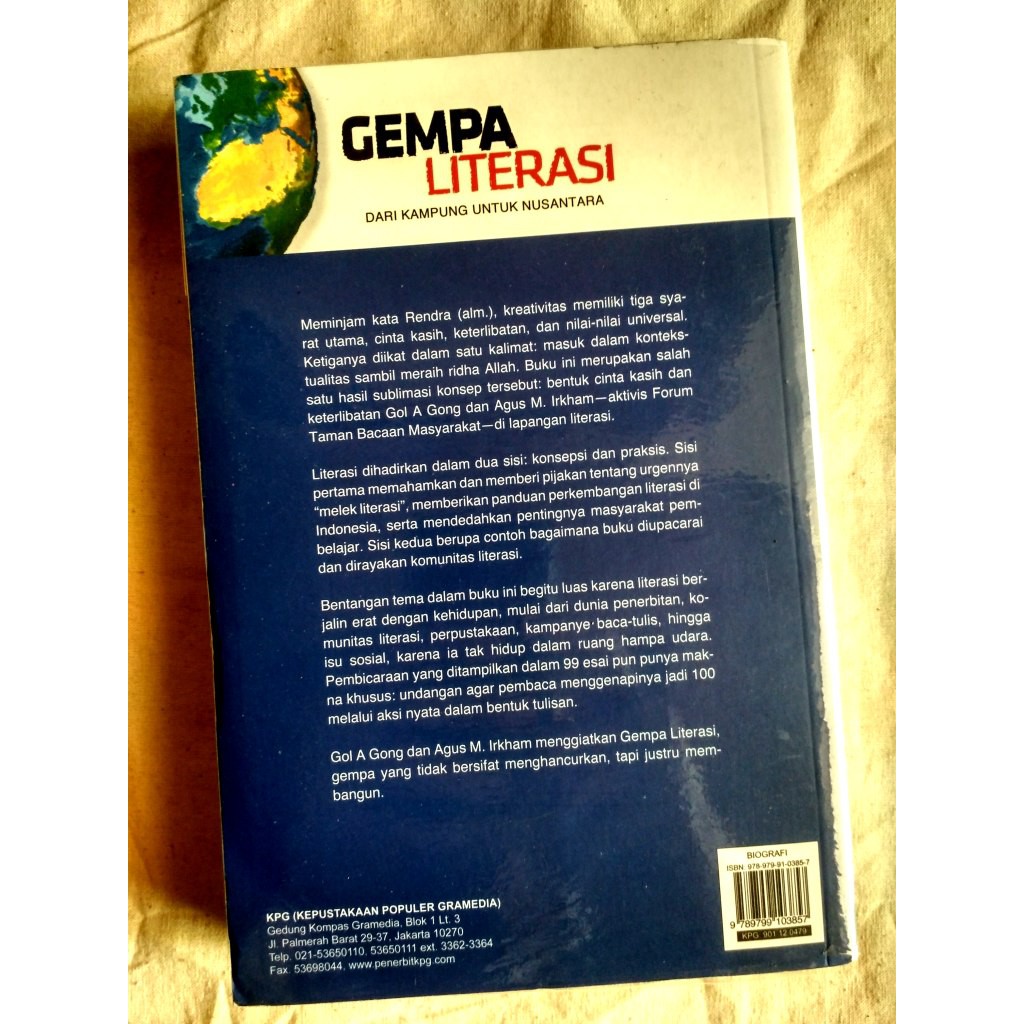 GEMPA
LITERASI
DARI KAMPUNG UNTUK NUSANTARA
Meminjam kata Rendra (alm.), kreativitas memiliki tiga sya-
rat utama, cinta kasih, keterlibatan, dan nilai-nilai universal.
Ketiganya diikat dalam satu kalimat: masuk dalam konteks-
tualitas sambil meraih ridha Allah. Buku ini merupakan salah
satu hasil sublimasi konsep tersebut: bentuk cinta kasih dan
keterlibatan Gol A Gong dan Agus M. Irkham—aktivis Forum
Taman Bacaan Masyarakat—di lapangan literasi.
Literasi dihadirkan dalam dua sisi: konsepsi dan praksis. Sisi
pertama memahamkan dan memberi pijakan tentang urgennya
“melek literasi”, memberikan panduan perkembangan literasi di
Indonesia, serta mendedahkan pentingnya masyarakat pem-
belajar. Sisi kedua berupa contoh bagaimana buku diupacarai
dan dirayakan komunitas literasi.
Bentangan tema dalam buku ini begitu luas karena literasi ber-
jalin erat dengan kehidupan, mulai dari dunia penerbitan, ko-
munitas literasi, perpustakaan, kampanye baca-tulis, hingga
isu sosial, karena ia tak hidup dalam ruang hampa udara.
Pembicaraan yang ditampilkan dalam 99 esai pun punya mak-
na khusus: undangan agar pembaca menggenapinya jadi 100
melalui aksi nyata dalam bentuk tulisan.
Gol A Gong dan Agus M. Irkham menggiatkan Gempa Literasi,
gempa yang tidak bersifat menghancurkan, tapi justru mem-
bangun.
KPG (KEPUSTAKAAN POPULER GRAMEDIA)
Gedung Kompas Gramedia, Blok 1 Lt. 3
Jl. Palmerah Barat 29-37, Jakarta 10270
Telp. 021-53650110, 53650111 ext. 3362-3364
Fax. 53698044, www.penerbitkpg.com
BIOGRAFI
ISBN: 978-979-91-0385-7
9 789799 103857
KPG 901 12 0479